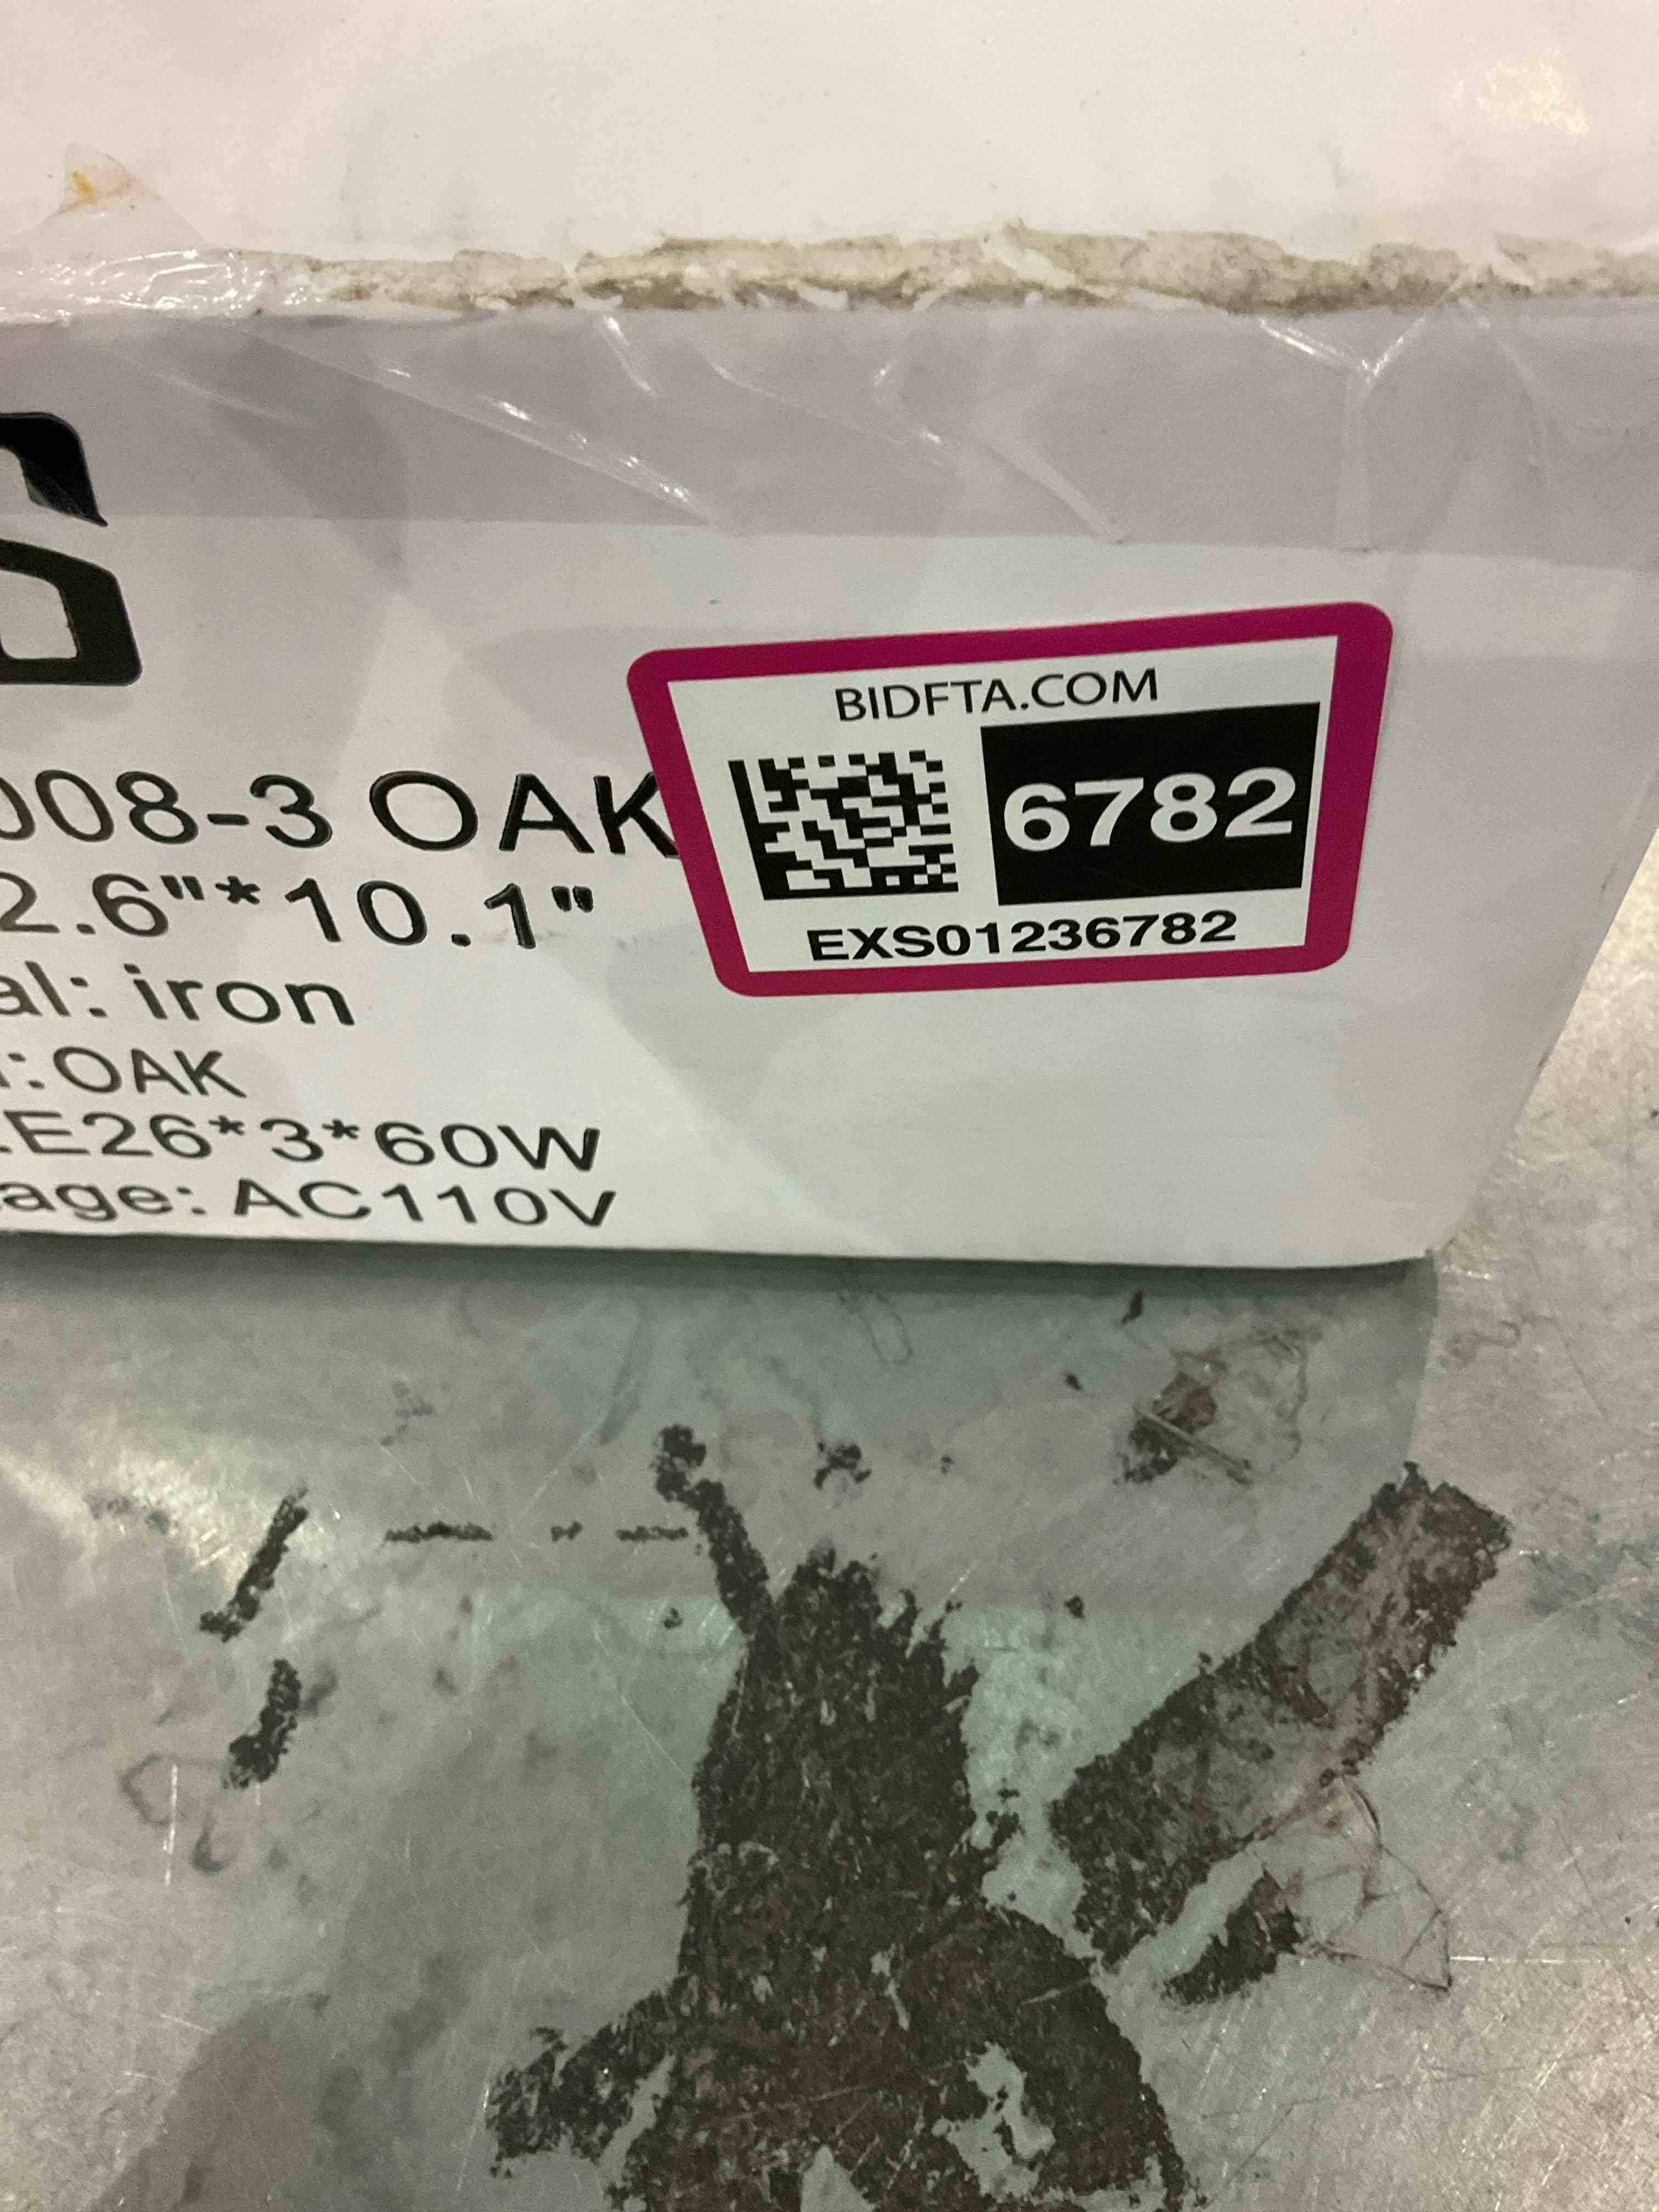 S
008-3 OAK
2.6"*10.1"
al: iron
r: OAK
E26*3*60W
age: AC110V
BIDFTA.COM
6782
EXS01236782